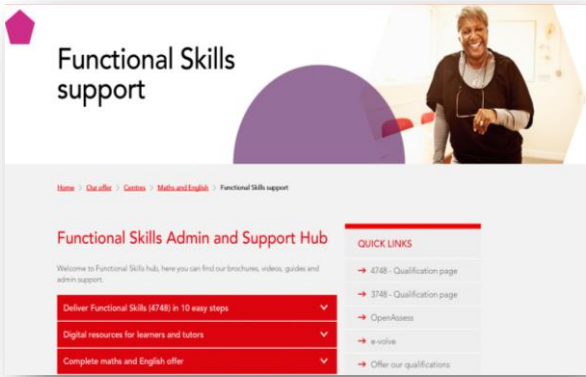 Functional Skills
support
Home > Our offer > Centres > Maths and English > Functional Skills support
Functional Skills Admin and Support Hub
Welcome to Functional Skills hub, here you can find our brochures, videos, guides and
admin support.
Deliver Functional Skills (4748) in 10 easy steps
Digital resources for learners and tutors
Complete maths and English offer
QUICK LINKS
→ 4748 - Qualification page
→ 3748 - Qualification page
→ OpenAssess
→ e-volve
→ Offer our qualifications